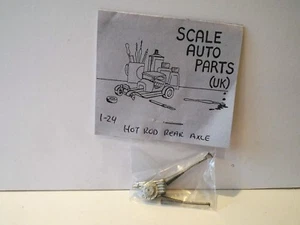 SCALE
AUTO
PARTS
(UK)
1-24
HOT ROD REAR AXLE